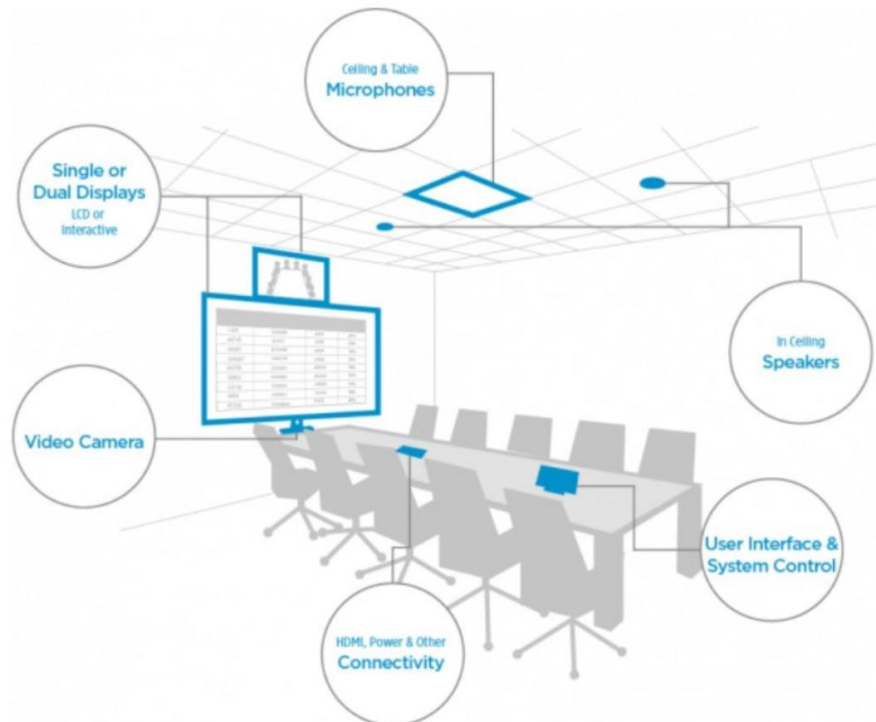 Ceiling & Table
Microphones
Single or
Dual Displays
LCD or
Interactive
In Ceiling
Speakers
Video Camera
User Interface &
System Control
HDMI, Power & Other
Connectivity